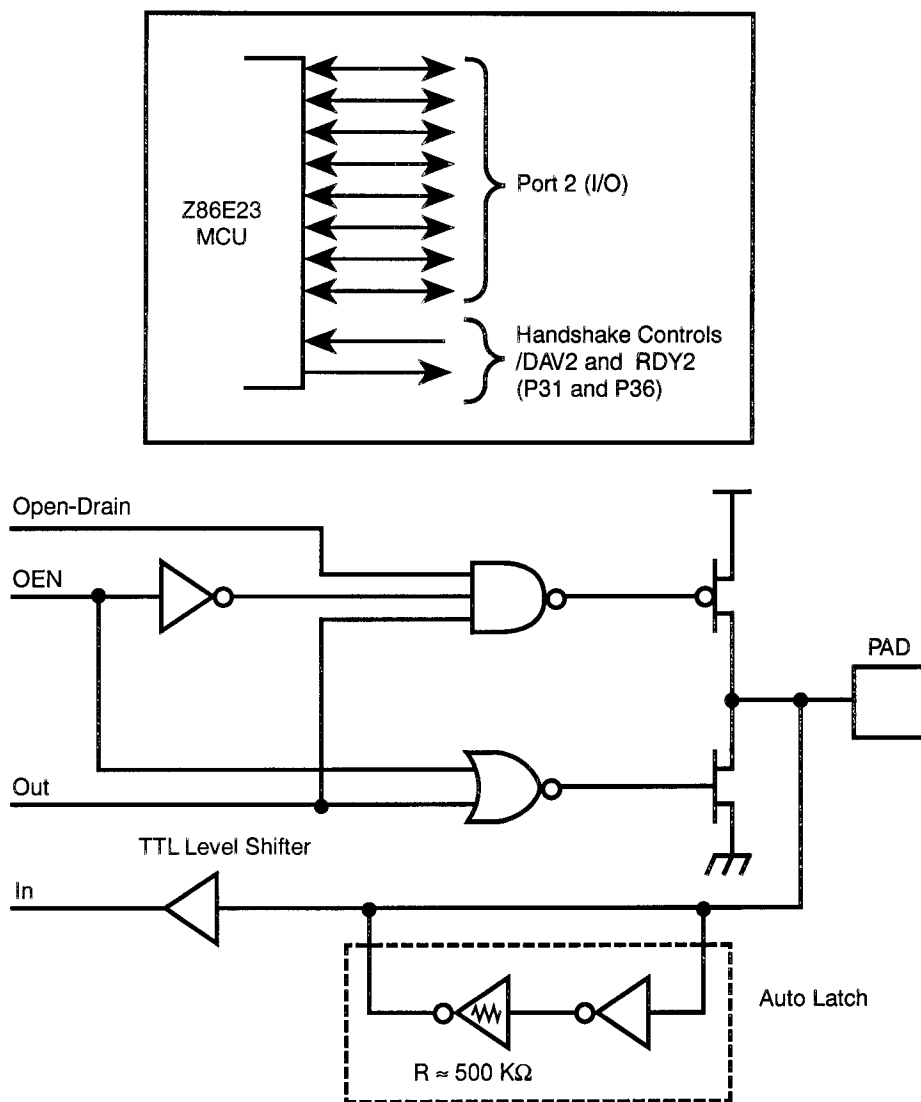 Z86E23
MCU
Port 2 (I/O)
Handshake Controls
/DAV2 and RDY2
(P31 and P36)
Open-Drain
OEN
PAD
Out
TTL Level Shifter
In
Auto Latch
R ≈ 500 KΩ